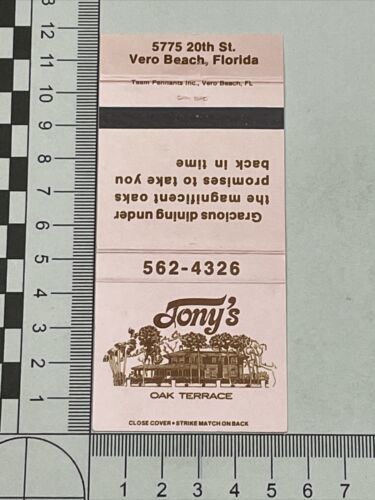 5775 20th St.
Vero Beach, Florida
Team Pennants Inc., Vero Beach, FL
Gracious dining under
the magnificent oaks
promises to take you
back in time
562-4326
Tony's
OAK TERRACE
CLOSE COVER • STRIKE MATCH ON BACK
13
12
11
10
9
8
7
6
5
4
3
2
1
1 2 3 4 5 6 7